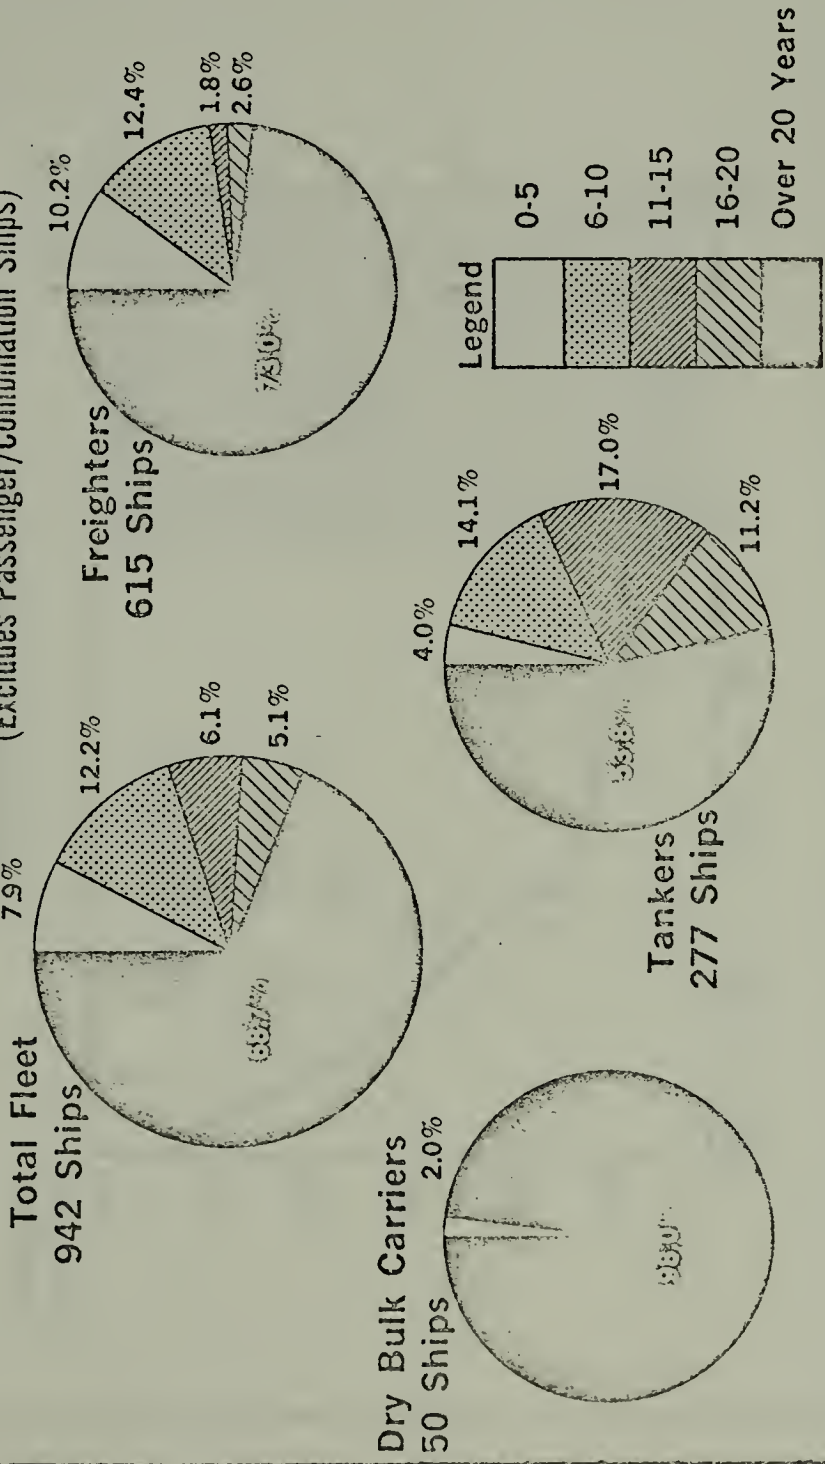 (Excludes Passenger/Combination Ships)
Total Fleet
942 Ships
7.9%
12.2%
6.1%
5.1%
Freighters
615 Ships
10.2%
12.4%
1.8%
2.6%
73.0%
Dry Bulk Carriers
50 Ships
2.0%
Tankers
277 Ships
4.0%
14.1%
17.0%
11.2%
Legend
0-5
6-10
11-15
16-20
Over 20 Years